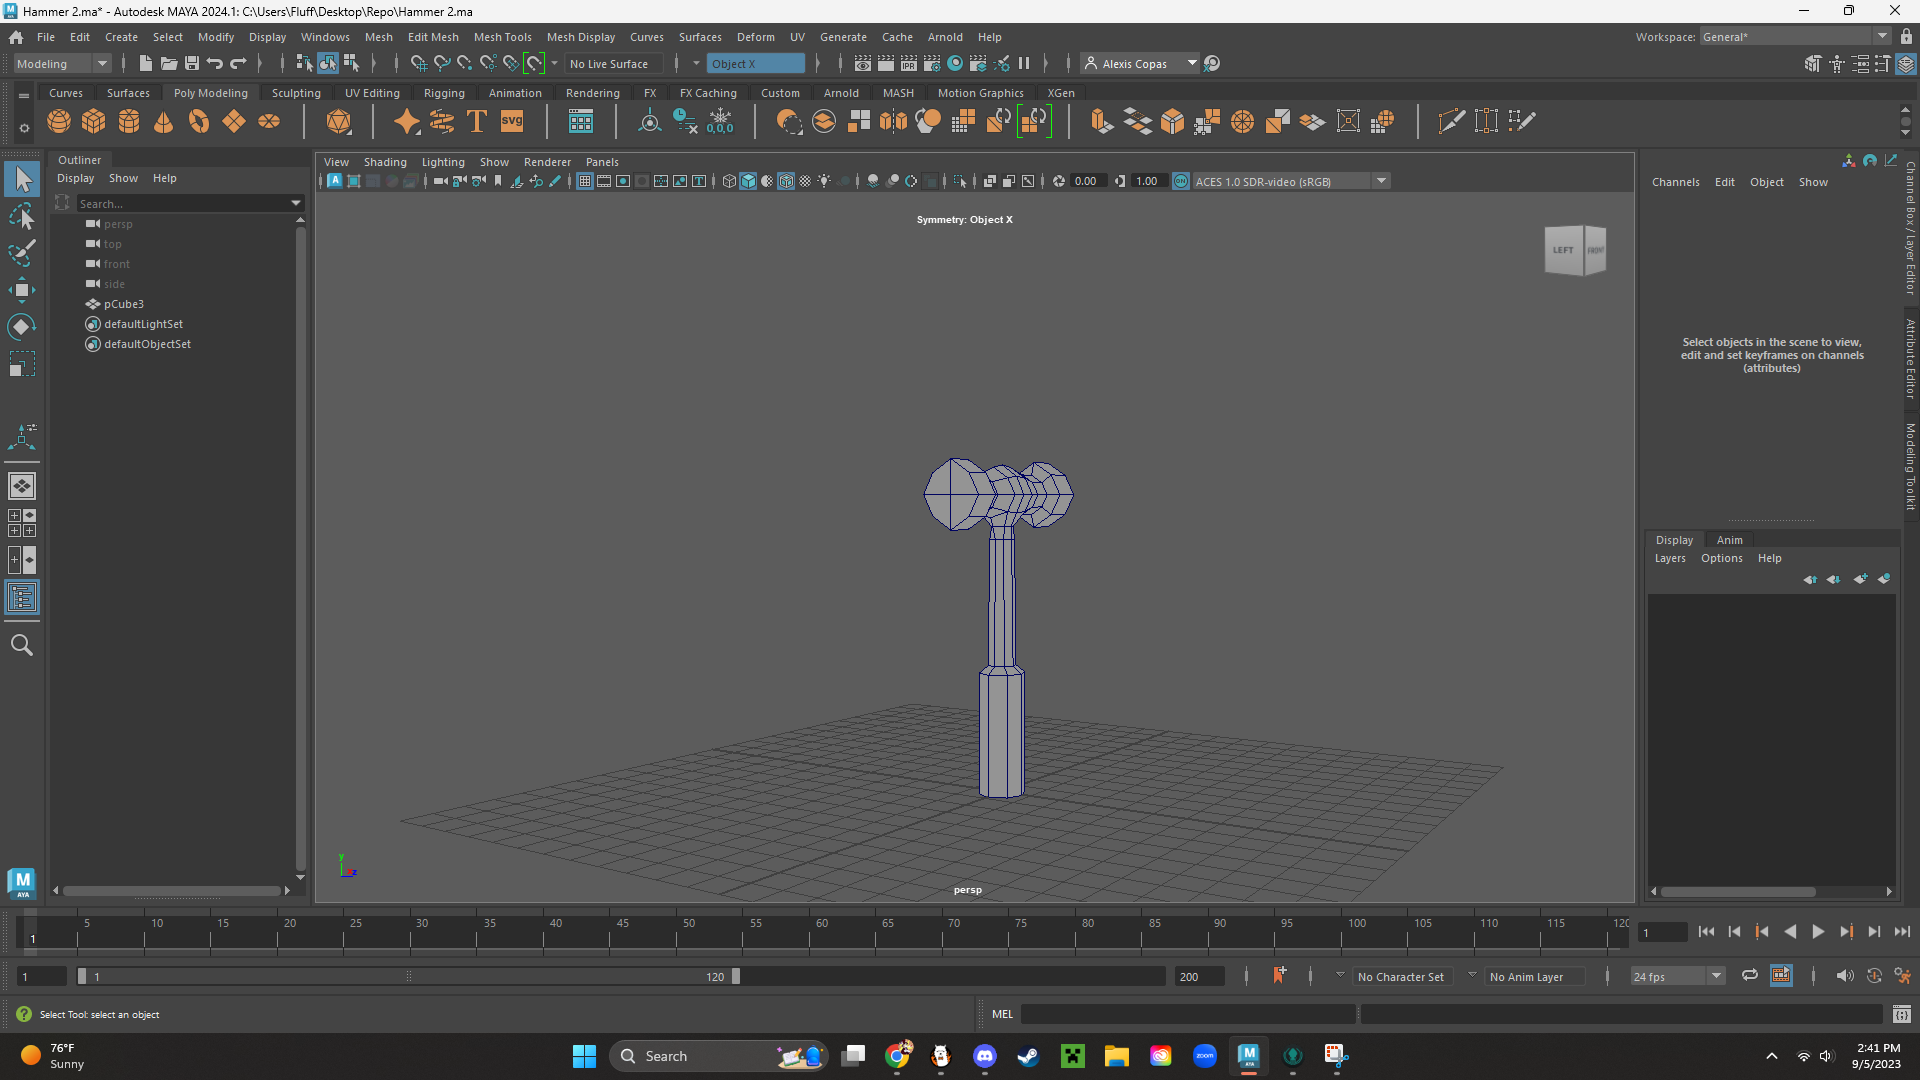 Hammer 2.ma* - Autodesk MAYA 2024.1: C:\Users\Fluff\Desktop\Repo\Hammer 2.ma
File Edit Create Select Modify Display Windows Mesh Edit Mesh Mesh Tools Mesh Display Curves Surfaces Deform UV Generate Cache Arnold Help
Workspace: General*
Modeling
No Live Surface
Object X
IPR
Alexis Copas
Curves Surfaces Poly Modeling Sculpting UV Editing Rigging Animation Rendering FX FX Caching Custom Arnold MASH Motion Graphics XGen
T
SVG
0,0,0
Outliner
Display Show Help
Search...
persp
top
front
side
pCube3
defaultLightSet
defaultObjectSet
View Shading Lighting Show Renderer Panels
0.00
1.00
ON
ACES 1.0 SDR-video (sRGB)
Symmetry: Object X
LEFT
FRONT
y
z
persp
Channels Edit Object Show
Select objects in the scene to view,
edit and set keyframes on channels
(attributes)
Channel Box / Layer Editor
Attribute Editor
Modeling Toolkit
Display Anim
Layers Options Help
M
AYA
1
5 10 15 20 25 30 35 40 45 50 55 60 65 70 75 80 85 90 95 100 105 110 115 120
1
1
1
120
200
No Character Set
No Anim Layer
24 fps
Select Tool: select an object
MEL
76°F
Sunny
Search
zoom
M
AYA
2:41 PM
9/5/2023